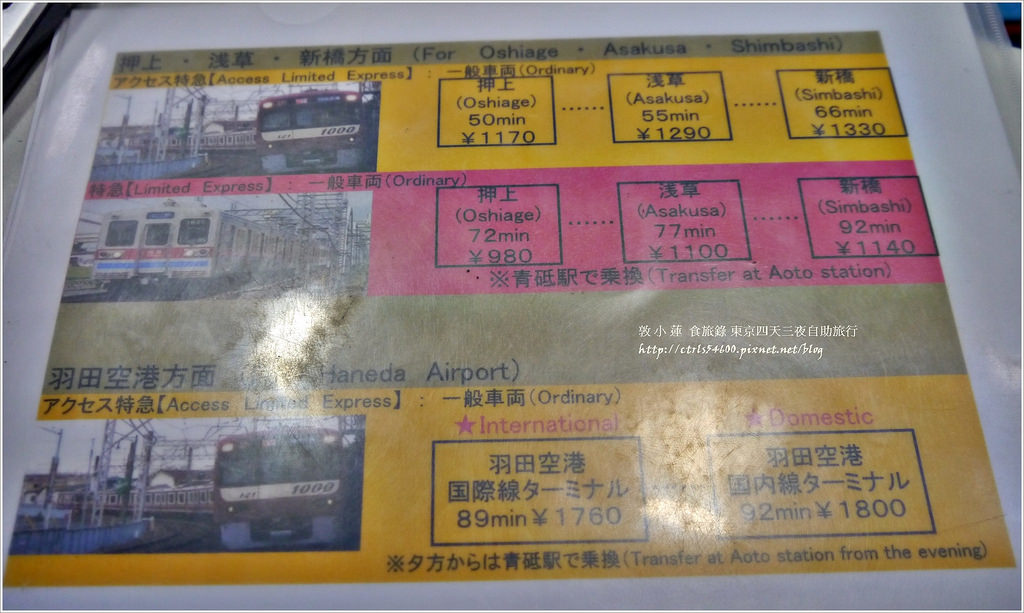 押上・浅草・新橋方面 (For Oshiage・Asakusa・Shimbashi)
アクセス特急【Access Limited Express】 : 一般車両(Ordinary)
押上
(Oshiage)
50min
￥1170
……
浅草
(Asakusa)
55min
￥1290
……
新橋
(Simbashi)
66min
￥1330
121
1000
特急【Limited Express】 : 一般車両(Ordinary)
押上
(Oshiage)
72min
￥980
……
浅草
(Asakusa)
77min
￥1100
……
新橋
(Simbashi)
92min
￥1140
※青砥駅で乗換(Transfer at Aoto station)
敦小蓮 食旅錄 東京四天三夜自助旅行
http://ctrls54600.pixnet.net/blog
羽田空港方面 Haneda Airport)
アクセス特急【Access Limited Express】 : 一般車両(Ordinary)
★International
羽田空港
国際線ターミナル
89min￥1760
★Domestic
羽田空港
国内線ターミナル
92min￥1800
121
1000
※夕方からは青砥駅で乗換(Transfer at Aoto station from the evening)